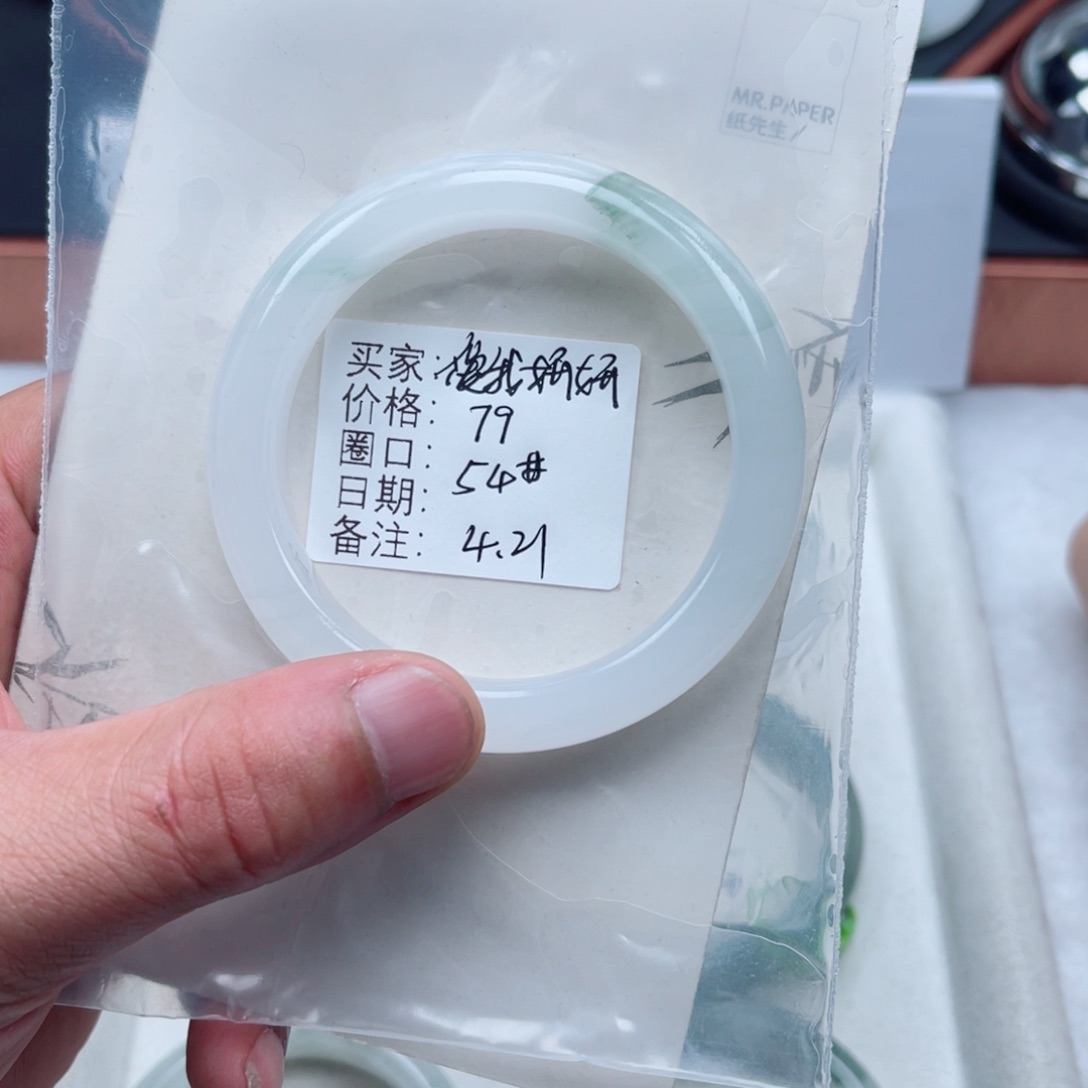 MR.PAPER
纸先生
买家:
价格: 79
圈口: 54#
日期: 4.21
备注: